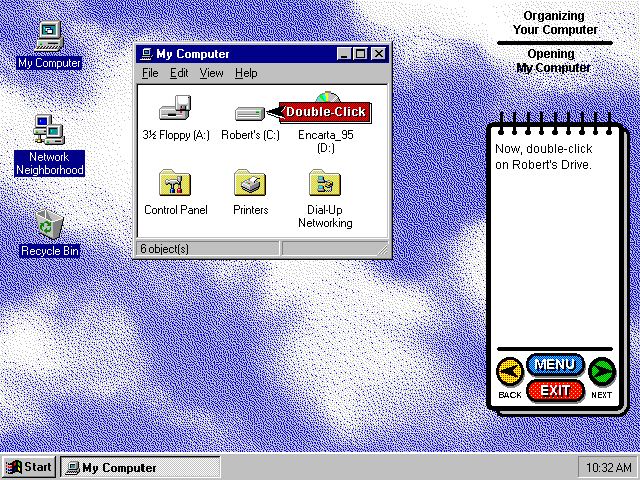 Organizing
Your Computer
Opening
My Computer
My Computer
Network
Neighborhood
Recycle Bin
My Computer
File Edit View Help
3½ Floppy (A:)
Robert's (C:)
Double-Click
Encarta_95
(D:)
Control Panel
Printers
Dial-Up
Networking
6 object(s)
Now, double-click
on Robert's Drive.
MENU
BACK
EXIT
NEXT
Start
My Computer
10:32 AM